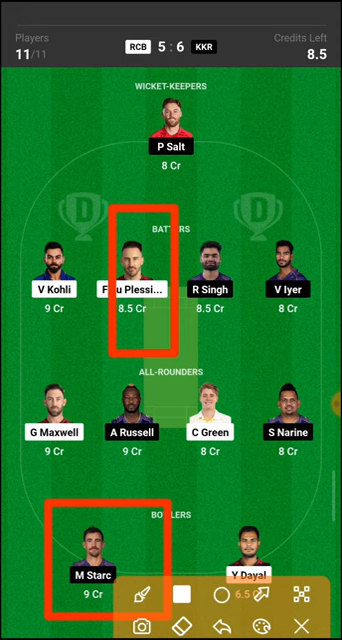 Players
Credits Left
11/11
RCB 5 : 6 KKR
8.5
WICKET-KEEPERS
P Salt
8 Cr
D D
BATTERS
V Kohli F du Plessi... R Singh V Iyer
9 Cr 8.5 Cr 8.5 Cr 8 Cr
ALL-ROUNDERS
G Maxwell A Russell C Green S Narine
9 Cr 9 Cr 8 Cr 8 Cr
BOWLERS
M Starc Y Dayal
9 Cr 6.5